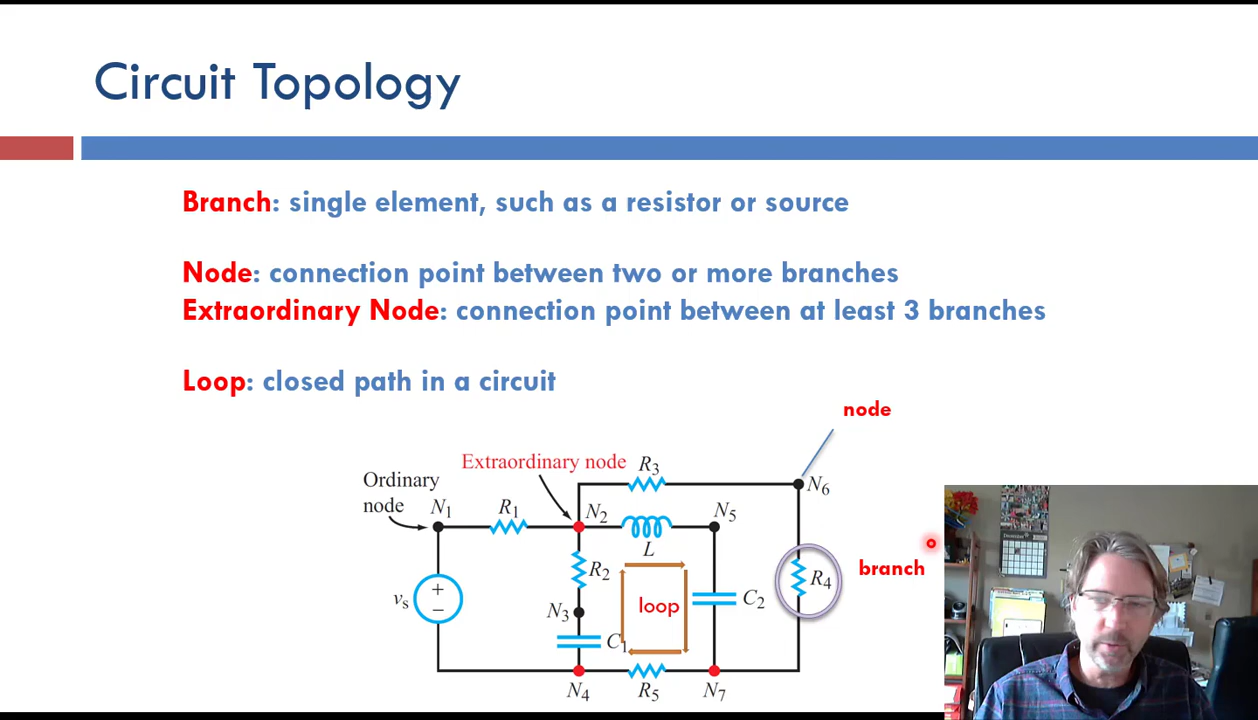 Circuit Topology
Branch: single element, such as a resistor or source
Node: connection point between two or more branches
Extraordinary Node: connection point between at least 3 branches
Loop: closed path in a circuit
node
Extraordinary node
R3
Ordinary
node
N1
R1
N2
N5
N6
L
R2
R4
branch
vs
+
−
N3
loop
C2
C1
N4
R5
N7